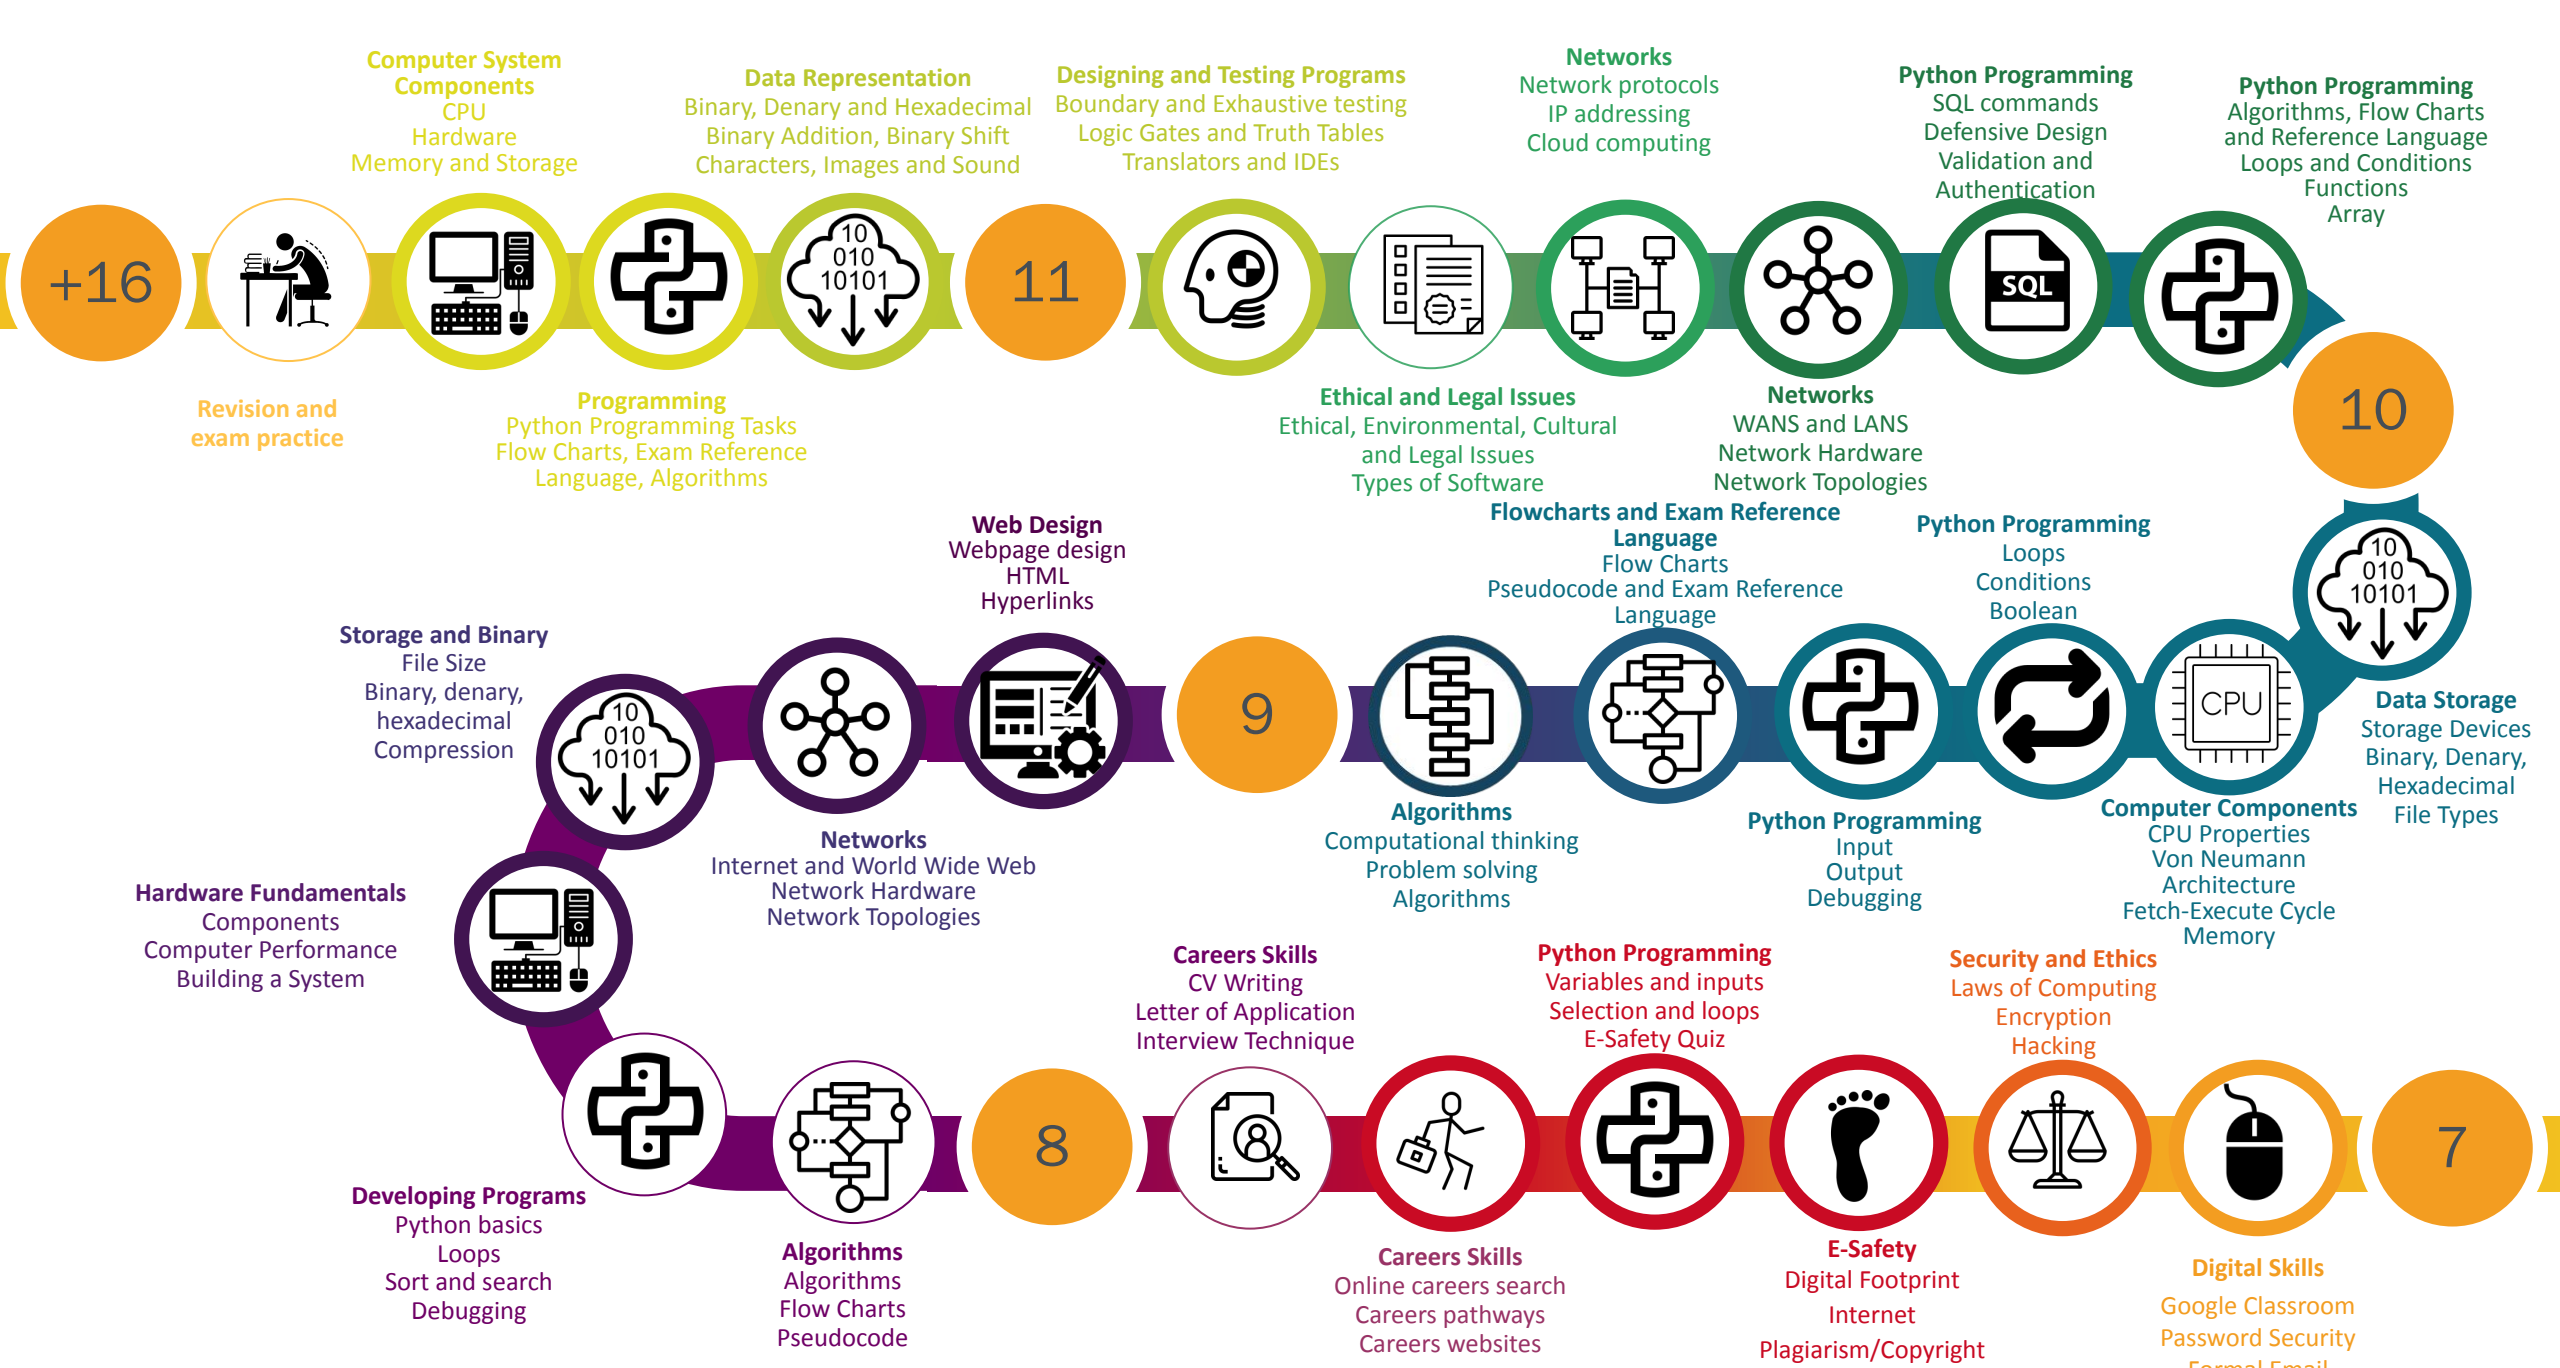 Computer System
Components
CPU
Hardware
Memory and Storage
Data Representation
Binary, Denary and Hexadecimal
Binary Addition, Binary Shift
Characters, Images and Sound
Designing and Testing Programs
Boundary and Exhaustive testing
Logic Gates and Truth Tables
Translators and IDEs
Networks
Network protocols
IP addressing
Cloud computing
Python Programming
SQL commands
Defensive Design
Validation and
Authentication
Python Programming
Algorithms, Flow Charts
and Reference Language
Loops and Conditions
Functions
Array
+16
10
010
10101
11
SQL
10
Revision and
exam practice
Programming
Python Programming Tasks
Flow Charts, Exam Reference
Language, Algorithms
Ethical and Legal Issues
Ethical, Environmental, Cultural
and Legal Issues
Types of Software
Networks
WANS and LANS
Network Hardware
Network Topologies
Web Design
Webpage design
HTML
Hyperlinks
Flowcharts and Exam Reference
Language
Flow Charts
Pseudocode and Exam Reference
Language
Python Programming
Loops
Conditions
Boolean
10
010
10101
Storage and Binary
File Size
Binary, denary,
hexadecimal
Compression
10
010
10101
9
CPU
Data Storage
Storage Devices
Binary, Denary,
Hexadecimal
File Types
Networks
Internet and World Wide Web
Network Hardware
Network Topologies
Algorithms
Computational thinking
Problem solving
Algorithms
Python Programming
Input
Output
Debugging
Computer Components
CPU Properties
Von Neumann
Architecture
Fetch-Execute Cycle
Memory
Hardware Fundamentals
Components
Computer Performance
Building a System
Careers Skills
CV Writing
Letter of Application
Interview Technique
Python Programming
Variables and inputs
Selection and loops
E-Safety Quiz
Security and Ethics
Laws of Computing
Encryption
Hacking
8
7
Developing Programs
Python basics
Loops
Sort and search
Debugging
Algorithms
Algorithms
Flow Charts
Pseudocode
Careers Skills
Online careers search
Careers pathways
Careers websites
E-Safety
Digital Footprint
Internet
Plagiarism/Copyright
Digital Skills
Google Classroom
Password Security
Formal Email